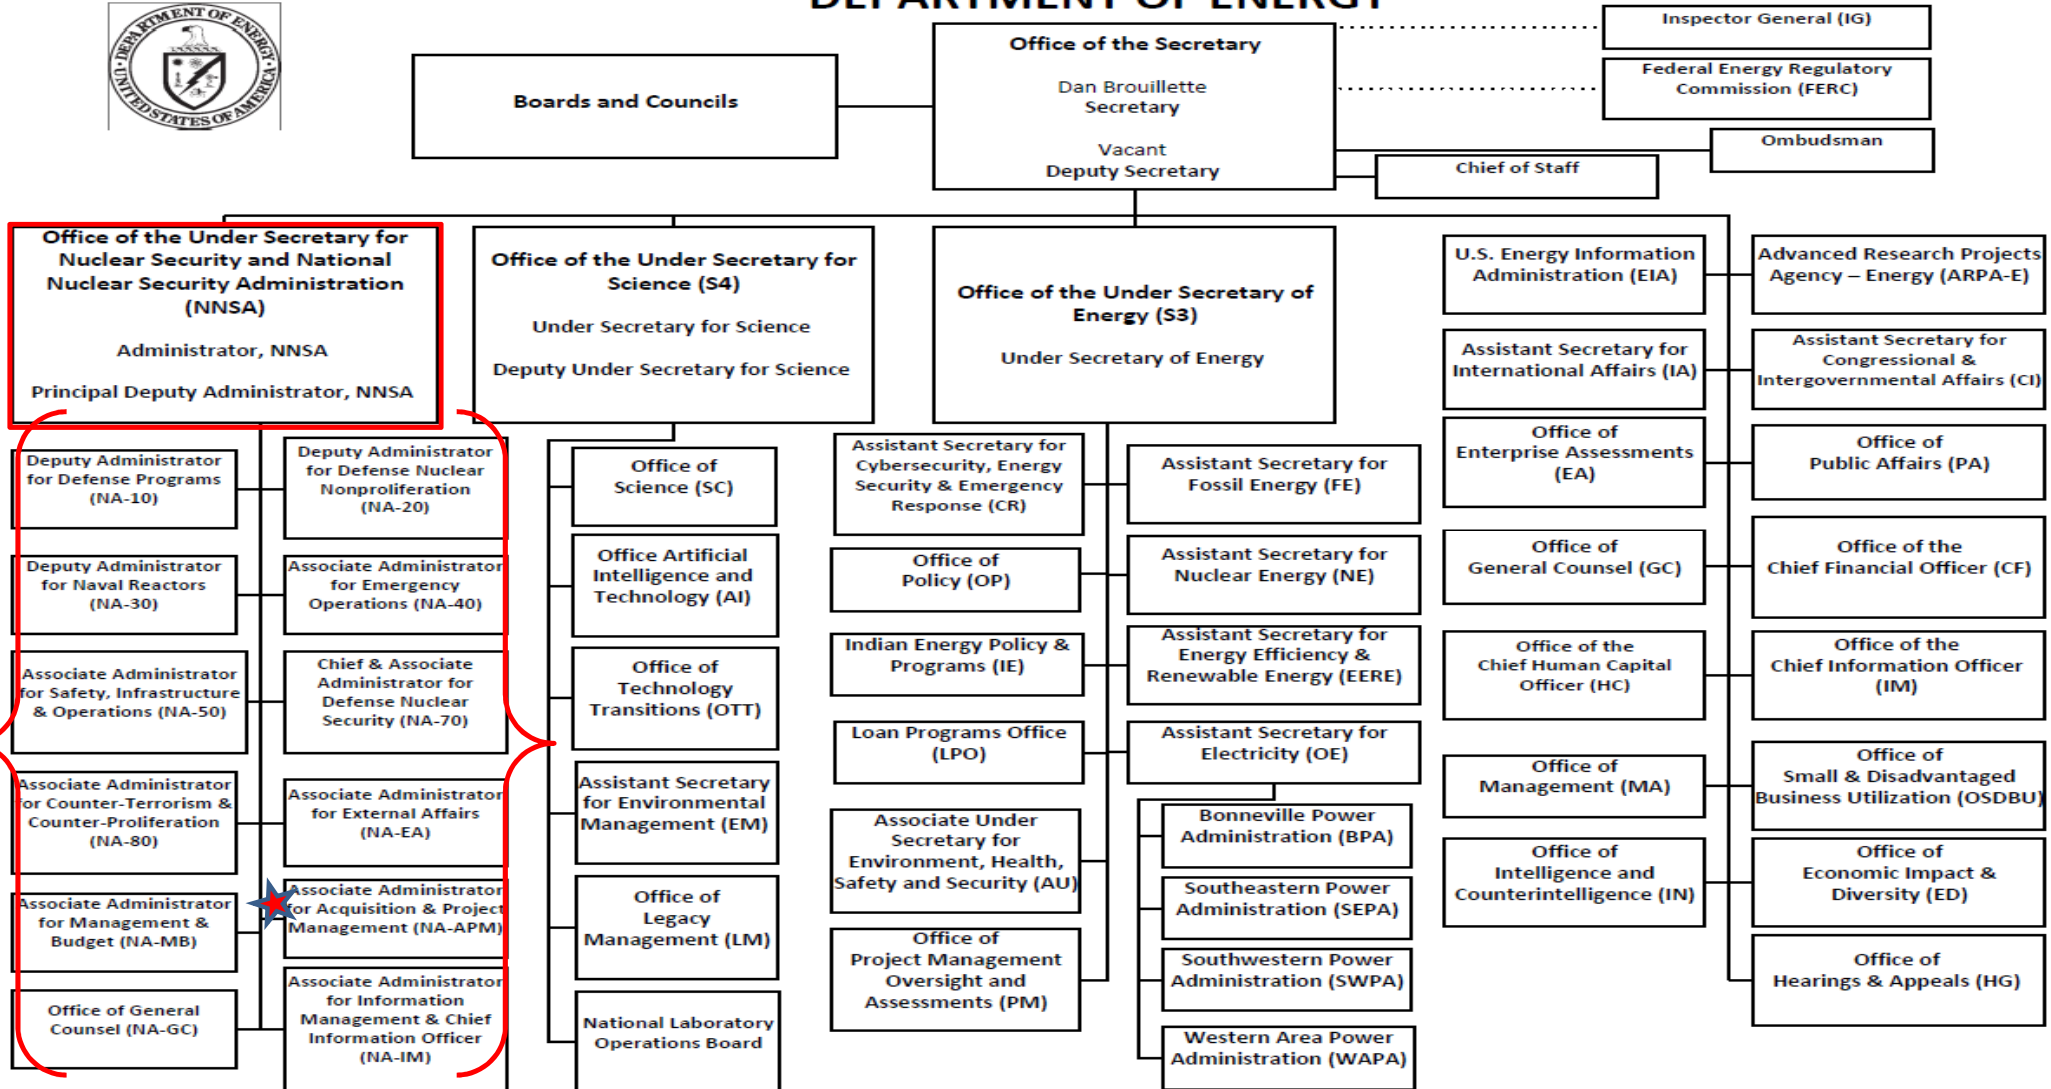 DEPARTMENT OF ENERGY
DEPARTMENT OF ENERGY
UNITED STATES OF AMERICA
Boards and Councils
Office of the Secretary
Dan Brouillette
Secretary
Vacant
Deputy Secretary
Inspector General (IG)
Federal Energy Regulatory
Commission (FERC)
Ombudsman
Chief of Staff
Office of the Under Secretary for
Nuclear Security and National
Nuclear Security Administration
(NNSA)
Administrator, NNSA
Principal Deputy Administrator, NNSA
Deputy Administrator
for Defense Programs
(NA-10)
Deputy Administrator
for Defense Nuclear
Nonproliferation
(NA-20)
Deputy Administrator
for Naval Reactors
(NA-30)
Associate Administrator
for Emergency
Operations (NA-40)
Associate Administrator
for Safety, Infrastructure
& Operations (NA-50)
Chief & Associate
Administrator for
Defense Nuclear
Security (NA-70)
Associate Administrator
for Counter-Terrorism &
Counter-Proliferation
(NA-80)
Associate Administrator
for External Affairs
(NA-EA)
Associate Administrator
for Management &
Budget (NA-MB)
Associate Administrator
for Acquisition & Project
Management (NA-APM)
Office of General
Counsel (NA-GC)
Associate Administrator
for Information
Management & Chief
Information Officer
(NA-IM)
Office of the Under Secretary for
Science (S4)
Under Secretary for Science
Deputy Under Secretary for Science
Office of
Science (SC)
Office Artificial
Intelligence and
Technology (AI)
Office of
Technology
Transitions (OTT)
Assistant Secretary
for Environmental
Management (EM)
Office of
Legacy
Management (LM)
National Laboratory
Operations Board
Office of the Under Secretary of
Energy (S3)
Under Secretary of Energy
Assistant Secretary for
Cybersecurity, Energy
Security & Emergency
Response (CR)
Assistant Secretary for
Fossil Energy (FE)
Office of
Policy (OP)
Assistant Secretary for
Nuclear Energy (NE)
Indian Energy Policy &
Programs (IE)
Assistant Secretary for
Energy Efficiency &
Renewable Energy (EERE)
Loan Programs Office
(LPO)
Assistant Secretary for
Electricity (OE)
Associate Under
Secretary for
Environment, Health,
Safety and Security (AU)
Office of
Project Management
Oversight and
Assessments (PM)
Bonneville Power
Administration (BPA)
Southeastern Power
Administration (SEPA)
Southwestern Power
Administration (SWPA)
Western Area Power
Administration (WAPA)
U.S. Energy Information
Administration (EIA)
Advanced Research Projects
Agency – Energy (ARPA-E)
Assistant Secretary for
International Affairs (IA)
Assistant Secretary for
Congressional &
Intergovernmental Affairs (CI)
Office of
Enterprise Assessments
(EA)
Office of
Public Affairs (PA)
Office of
General Counsel (GC)
Office of the
Chief Financial Officer (CF)
Office of the
Chief Human Capital
Officer (HC)
Office of the
Chief Information Officer
(IM)
Office of
Management (MA)
Office of
Small & Disadvantaged
Business Utilization (OSDBU)
Office of
Intelligence and
Counterintelligence (IN)
Office of
Economic Impact &
Diversity (ED)
Office of
Hearings & Appeals (HG)